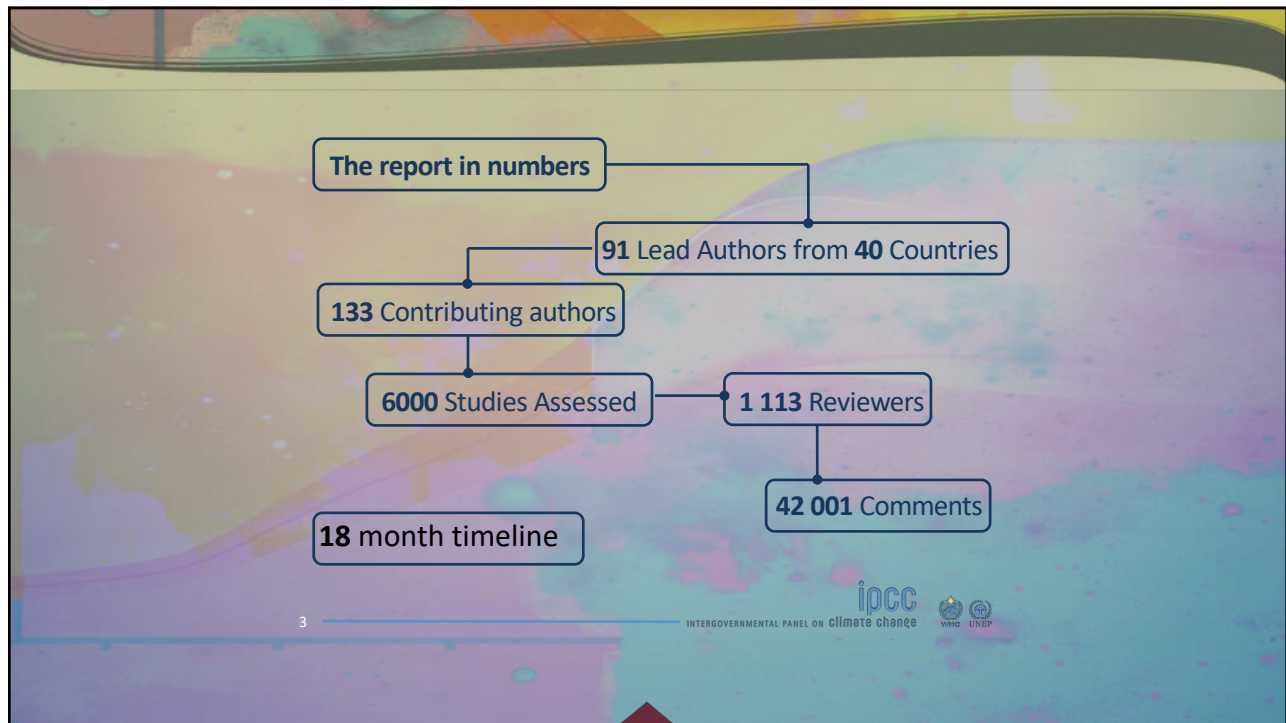 The report in numbers
91 Lead Authors from 40 Countries
133 Contributing authors
6000 Studies Assessed
1 113 Reviewers
42 001 Comments
18 month timeline
3
ipcc
INTERGOVERNMENTAL PANEL ON climate change
WMO
UNEP